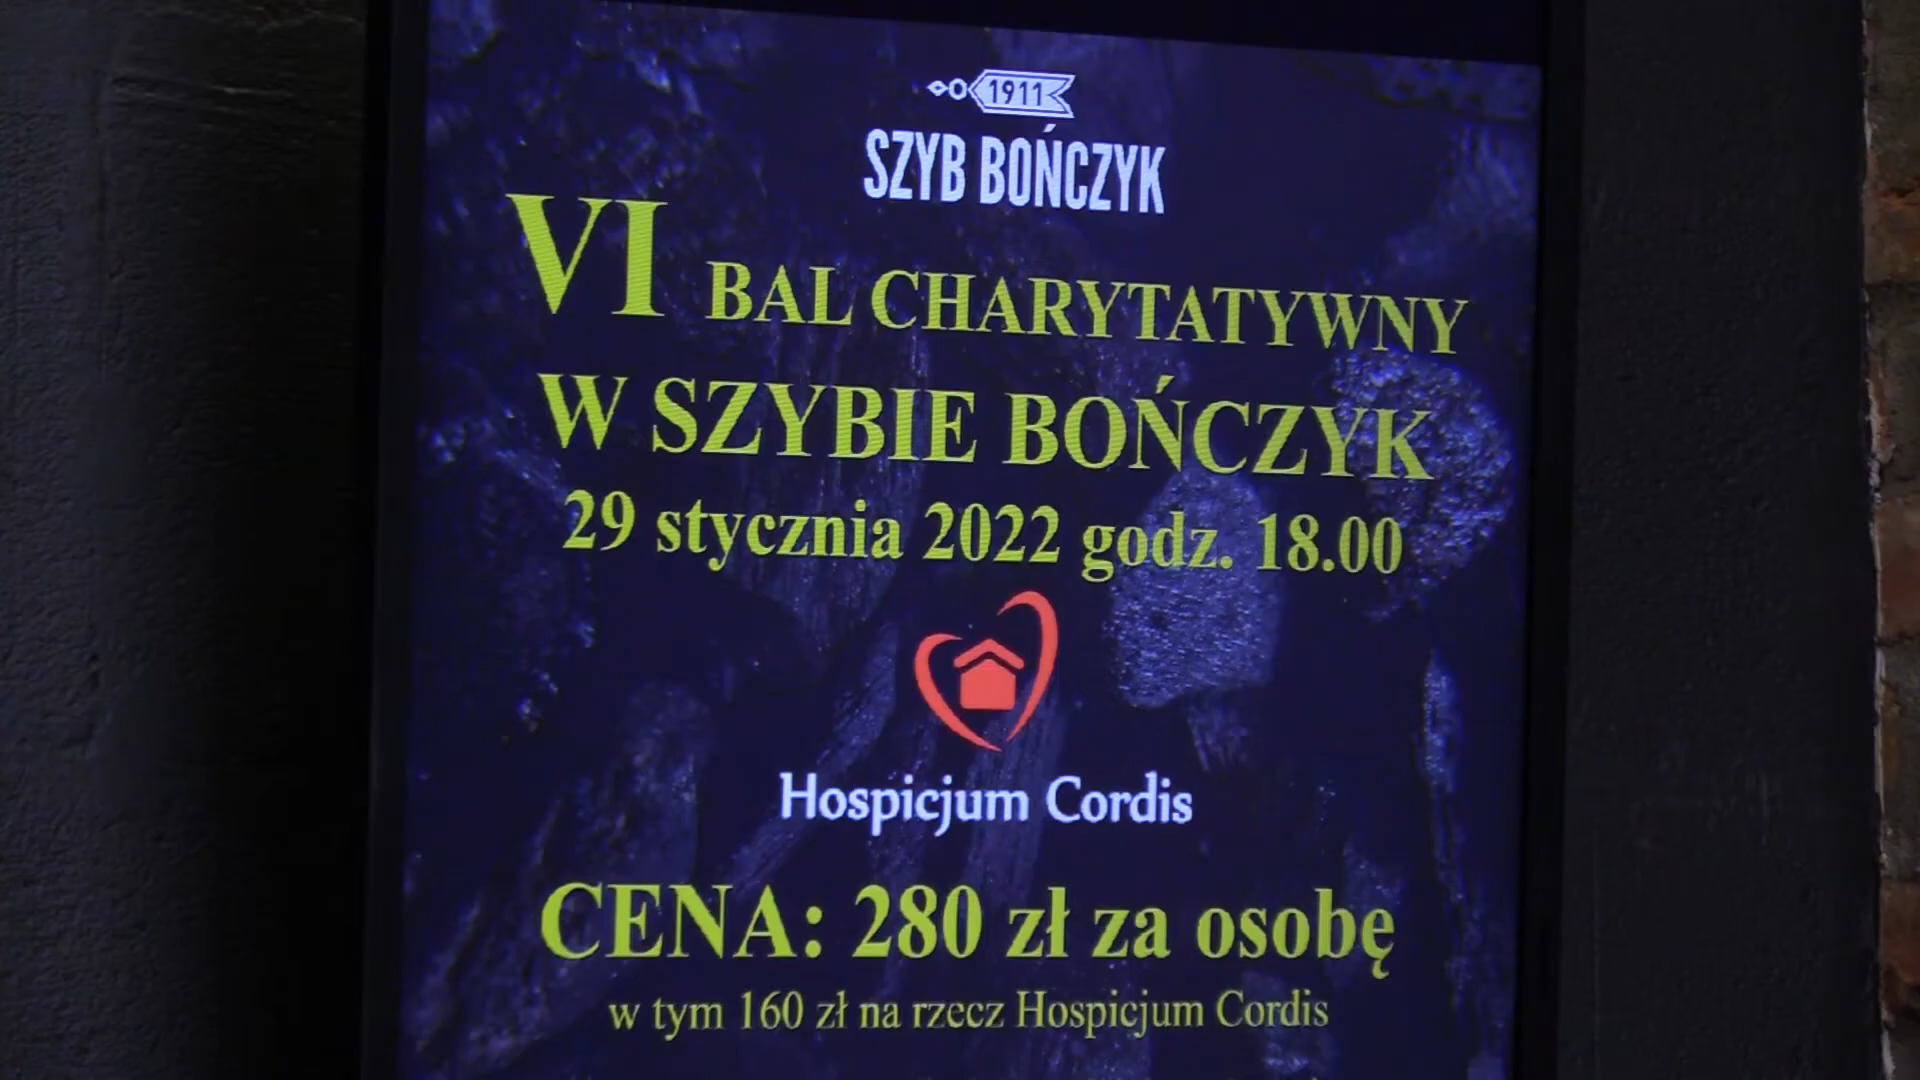 1911
SZYB BOŃCZYK
VI BAL CHARYTATYWNY
W SZYBIE BOŃCZYK
29 stycznia 2022 godz. 18.00
Hospicjum Cordis
CENA: 280 zł za osobę
w tym 160 zł na rzecz Hospicjum Cordis